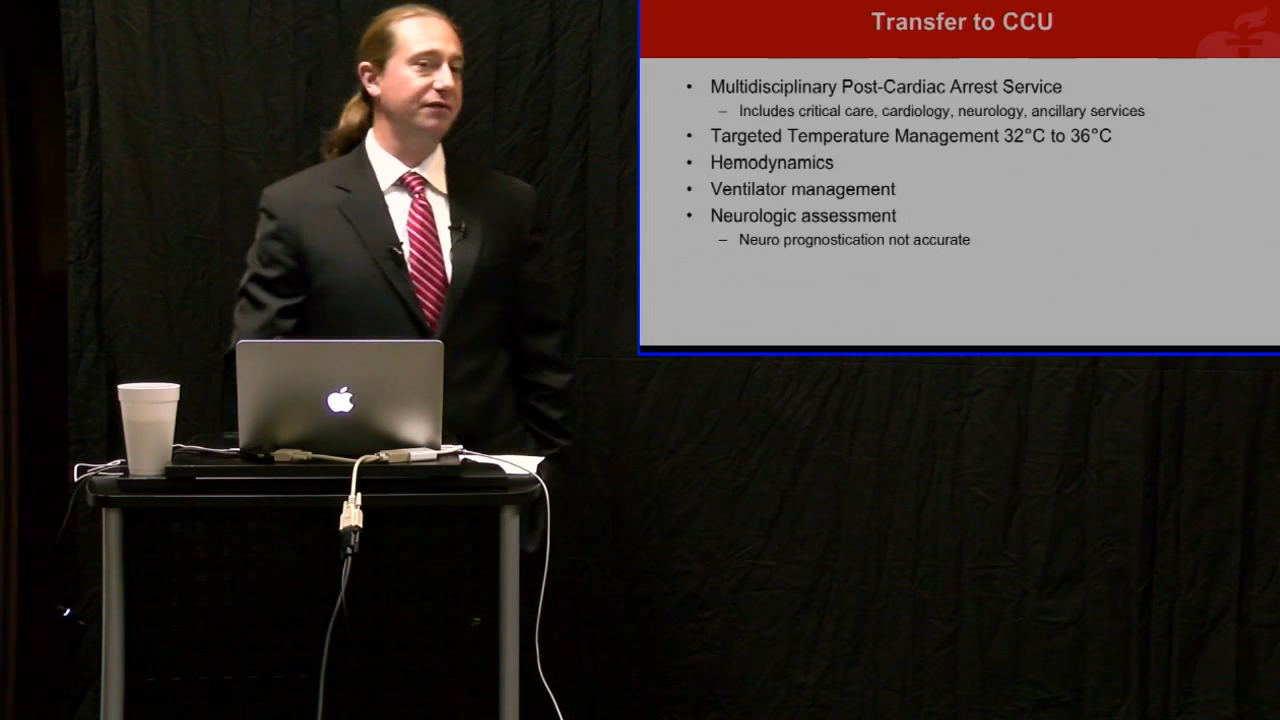 Transfer to CCU
• Multidisciplinary Post-Cardiac Arrest Service
– Includes critical care, cardiology, neurology, ancillary services
• Targeted Temperature Management 32°C to 36°C
• Hemodynamics
• Ventilator management
• Neurologic assessment
– Neuro prognostication not accurate